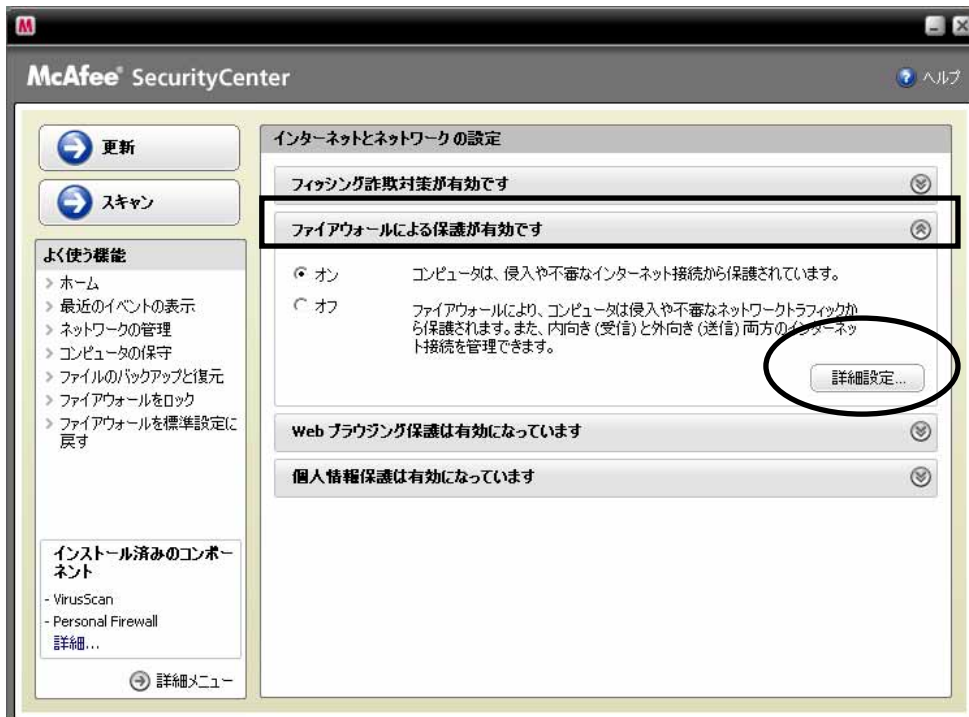 McAfee® SecurityCenter
ヘルプ
更新
スキャン
よく使う機能
> ホーム
> 最近のイベントの表示
> ネットワークの管理
> コンピュータの保守
> ファイルのバックアップと復元
> ファイアウォールをロック
> ファイアウォールを標準設定に
戻す
インストール済みのコンポー
ネント
- VirusScan
- Personal Firewall
詳細...
詳細メニュー
インターネットとネットワークの設定
フィッシング詐欺対策が有効です
ファイアウォールによる保護が有効です
オン
コンピュータは、侵入や不審なインターネット接続から保護されています。
オフ
ファイアウォールにより、コンピュータは侵入や不審なネットワークトラフィックか
ら保護されます。また、内向き (受信) と外向き (送信) 両方のインターネッ
ト接続を管理できます。
詳細設定...
Web ブラウジング保護は有効になっています
個人情報保護は有効になっています